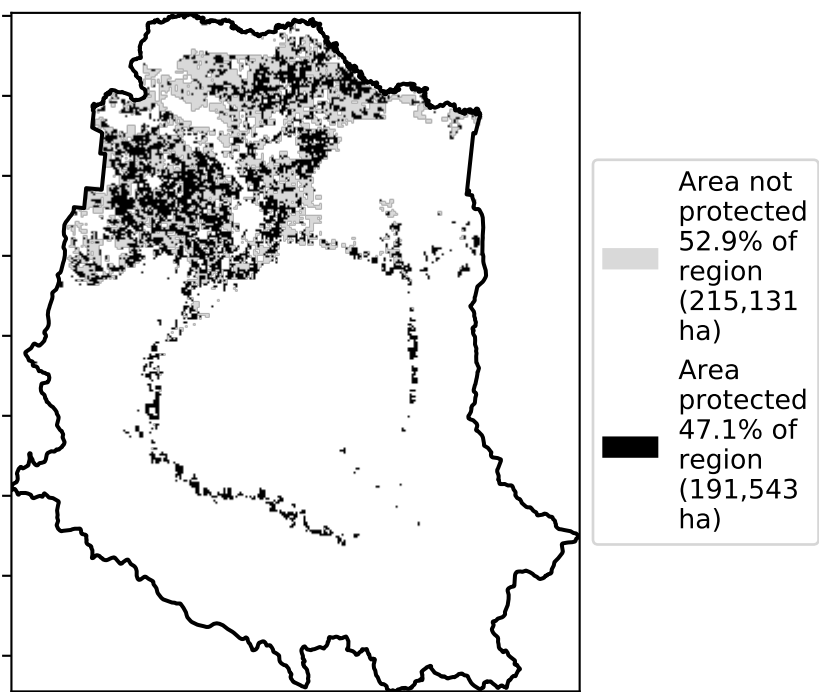 Area not
protected
52.9% of
region
(215,131
ha)
Area
protected
47.1% of
region
(191,543
ha)